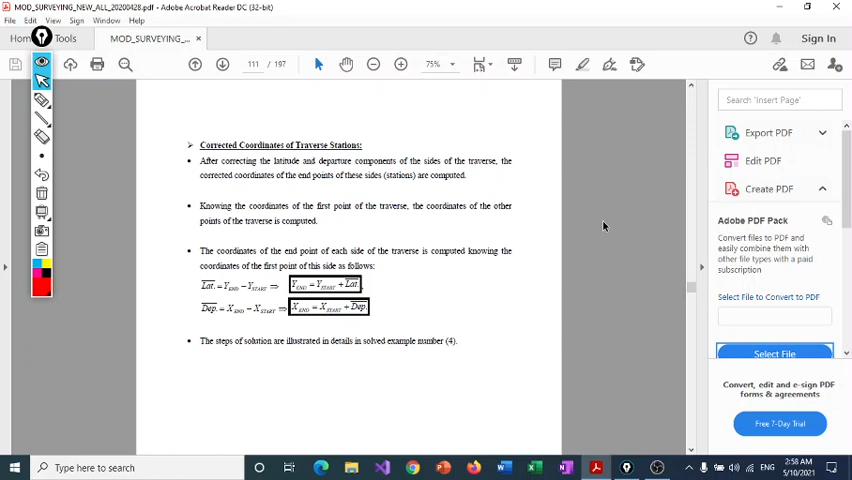 MOD_SURVEYING_NEW_ALL_20200428.pdf - Adobe Acrobat Reader DC (32-bit)
File Edit View Sign Window Help
Home Tools MOD_SURVEYING_... × Sign In
111 / 197 75%
➢ Corrected Coordinates of Traverse Stations:
• After correcting the latitude and departure components of the sides of the traverse, the
corrected coordinates of the end points of these sides (stations) are computed.
• Knowing the coordinates of the first point of the traverse, the coordinates of the other
points of the traverse is computed.
• The coordinates of the end point of each side of the traverse is computed knowing the
coordinates of the first point of this side as follows:
Lat. = Y_END − Y_START ⇒ Y_END = Y_START + Lat.
Dep. = X_END − X_START ⇒ X_END = X_START + Dep.
• The steps of solution are illustrated in details in solved example number (4).
Search 'Insert Page'
Export PDF
Edit PDF
Create PDF
Adobe PDF Pack
Convert files to PDF and
easily combine them with
other file types with a paid
subscription
Select File to Convert to PDF
Select File
Convert, edit and e-sign PDF
forms & agreements
Free 7-Day Trial
Type here to search
ENG
2:58 AM
5/10/2021